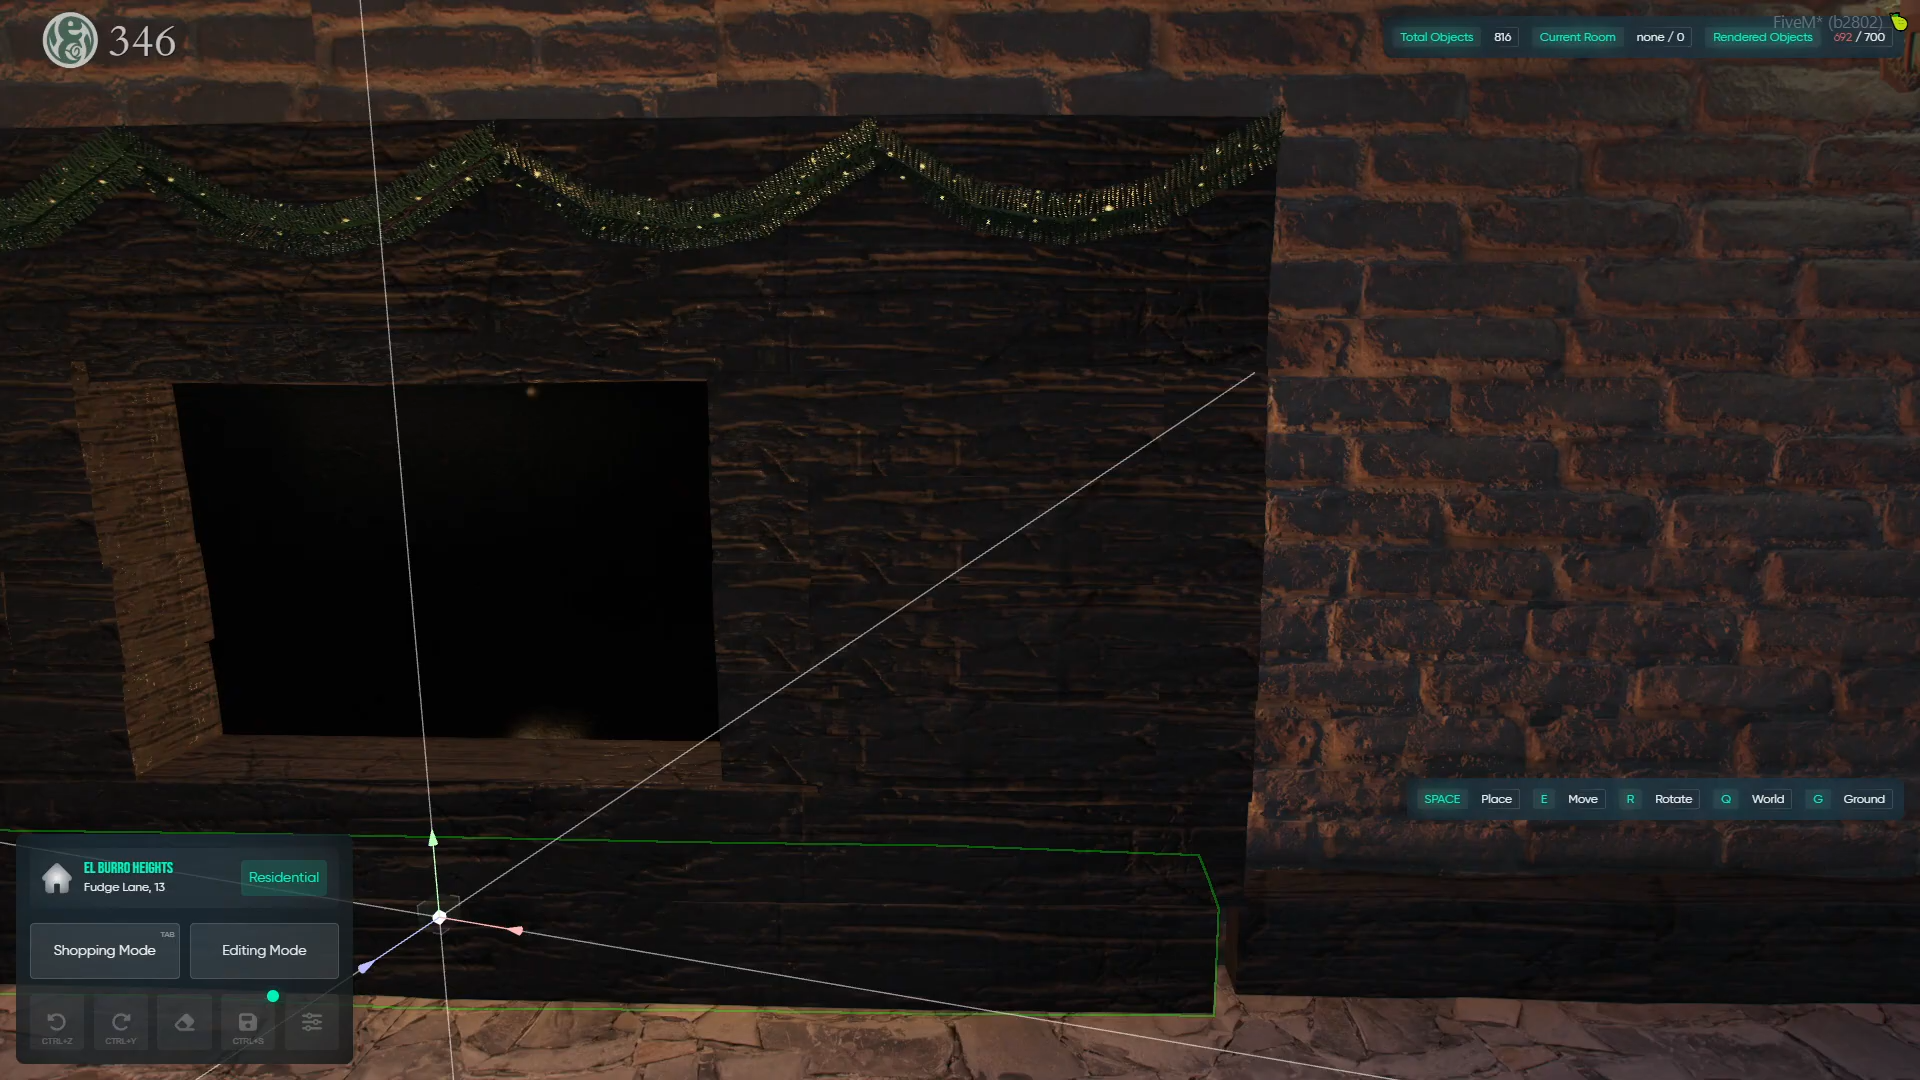 346
FiveM* (b2802)
Total Objects 816 Current Room none / 0 Rendered Objects 692 / 700
SPACE Place E Move R Rotate Q World G Ground
EL BURRO HEIGHTS
Fudge Lane, 13
Residential
TAB
Shopping Mode
Editing Mode
CTRL+Z CTRL+Y CTRL+S